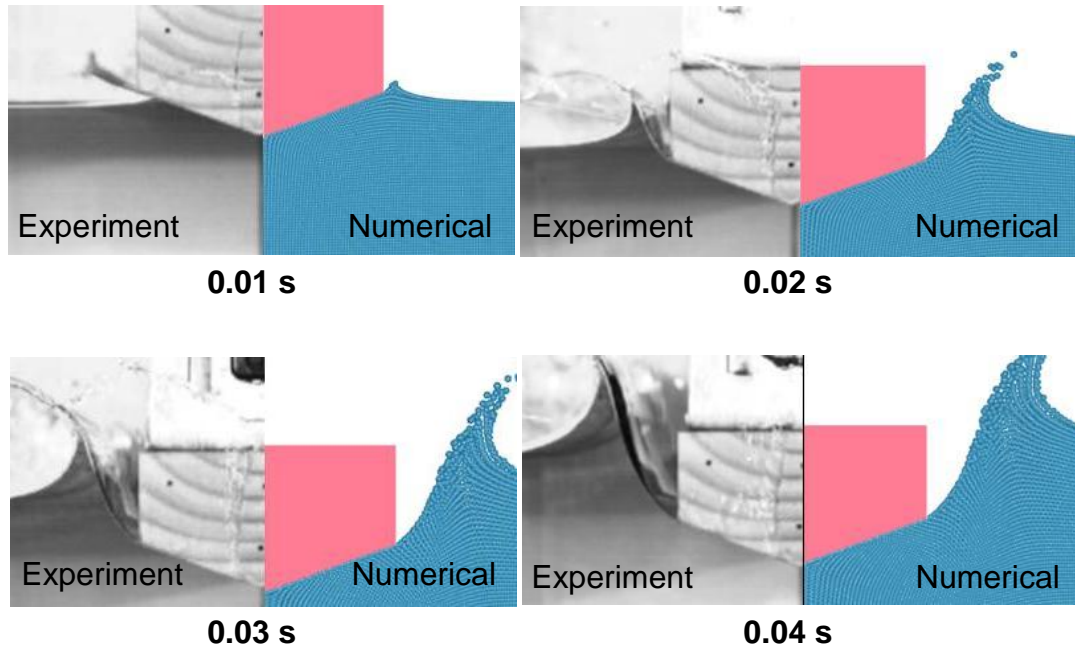 Experiment Numerical
0.01 s
Experiment Numerical
0.02 s
Experiment Numerical
0.03 s
Experiment Numerical
0.04 s